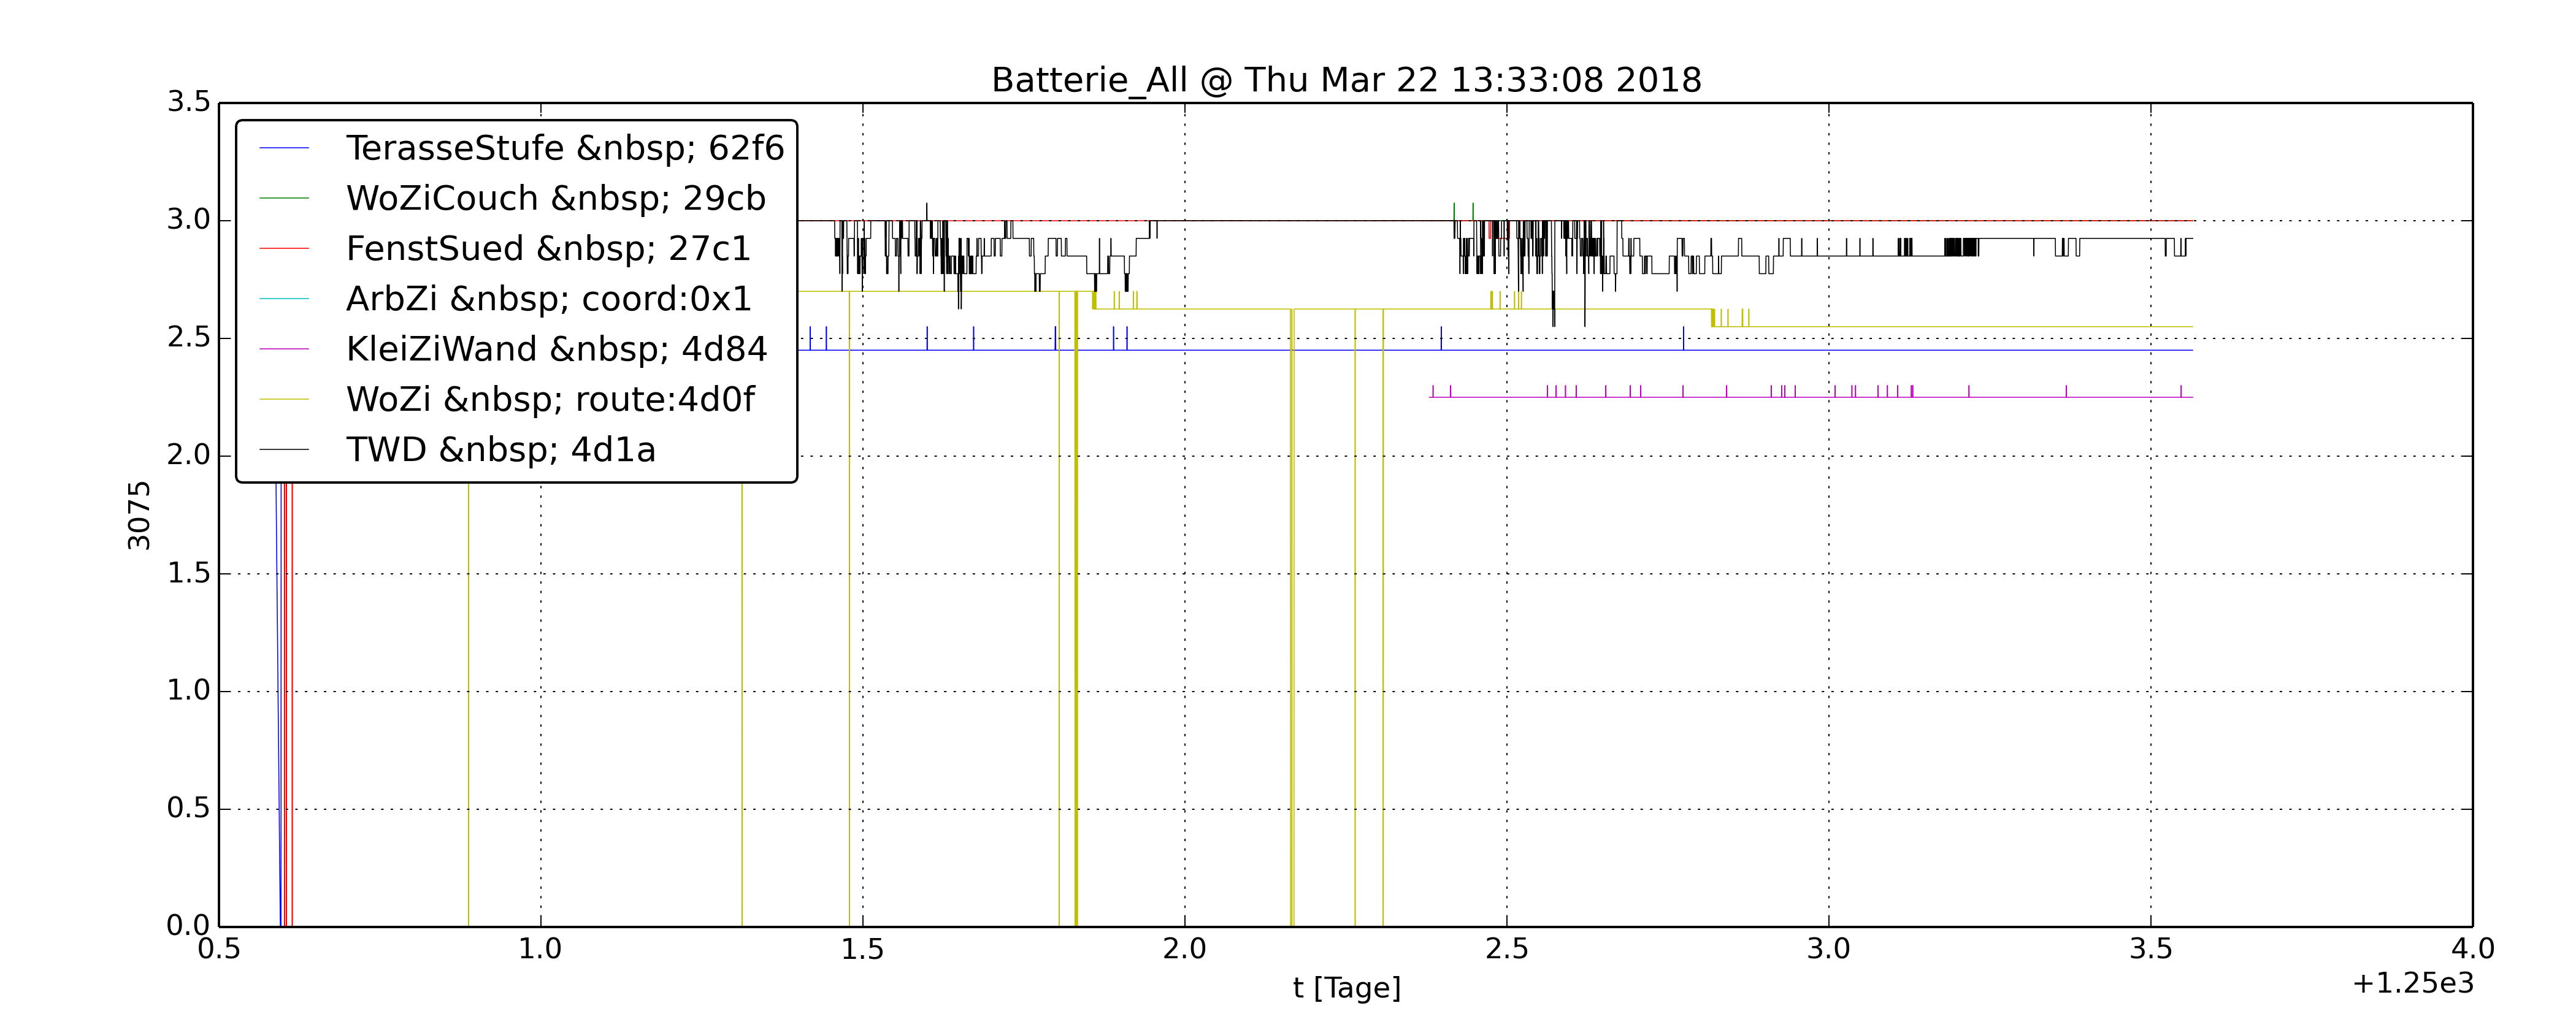 Batterie_All @ Thu Mar 22 13:33:08 2018
3.5
3.0
2.5
2.0
1.5
1.0
0.5
0.0
3075
TerasseStufe &nbsp; 62f6
WoZiCouch &nbsp; 29cb
FenstSued &nbsp; 27c1
ArbZi &nbsp; coord:0x1
KleiZiWand &nbsp; 4d84
WoZi &nbsp; route:4d0f
TWD &nbsp; 4d1a
0.5 1.0 1.5 2.0 2.5 3.0 3.5 4.0
t [Tage]
+1.25e3